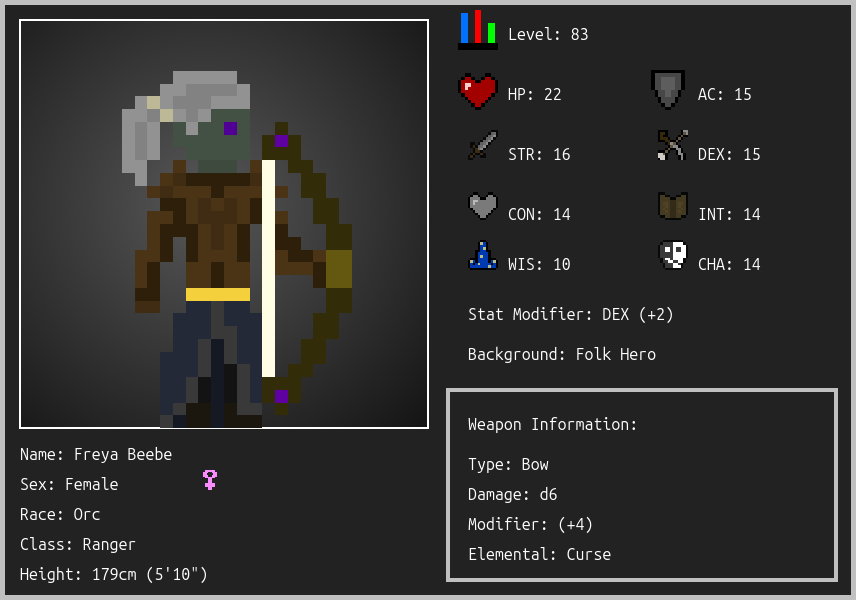 Level: 83
HP: 22
AC: 15
STR: 16
DEX: 15
CON: 14
INT: 14
WIS: 10
CHA: 14
Stat Modifier: DEX (+2)
Background: Folk Hero
Weapon Information:
Type: Bow
Damage: d6
Modifier: (+4)
Elemental: Curse
Name: Freya Beebe
Sex: Female
Race: Orc
Class: Ranger
Height: 179cm (5'10")